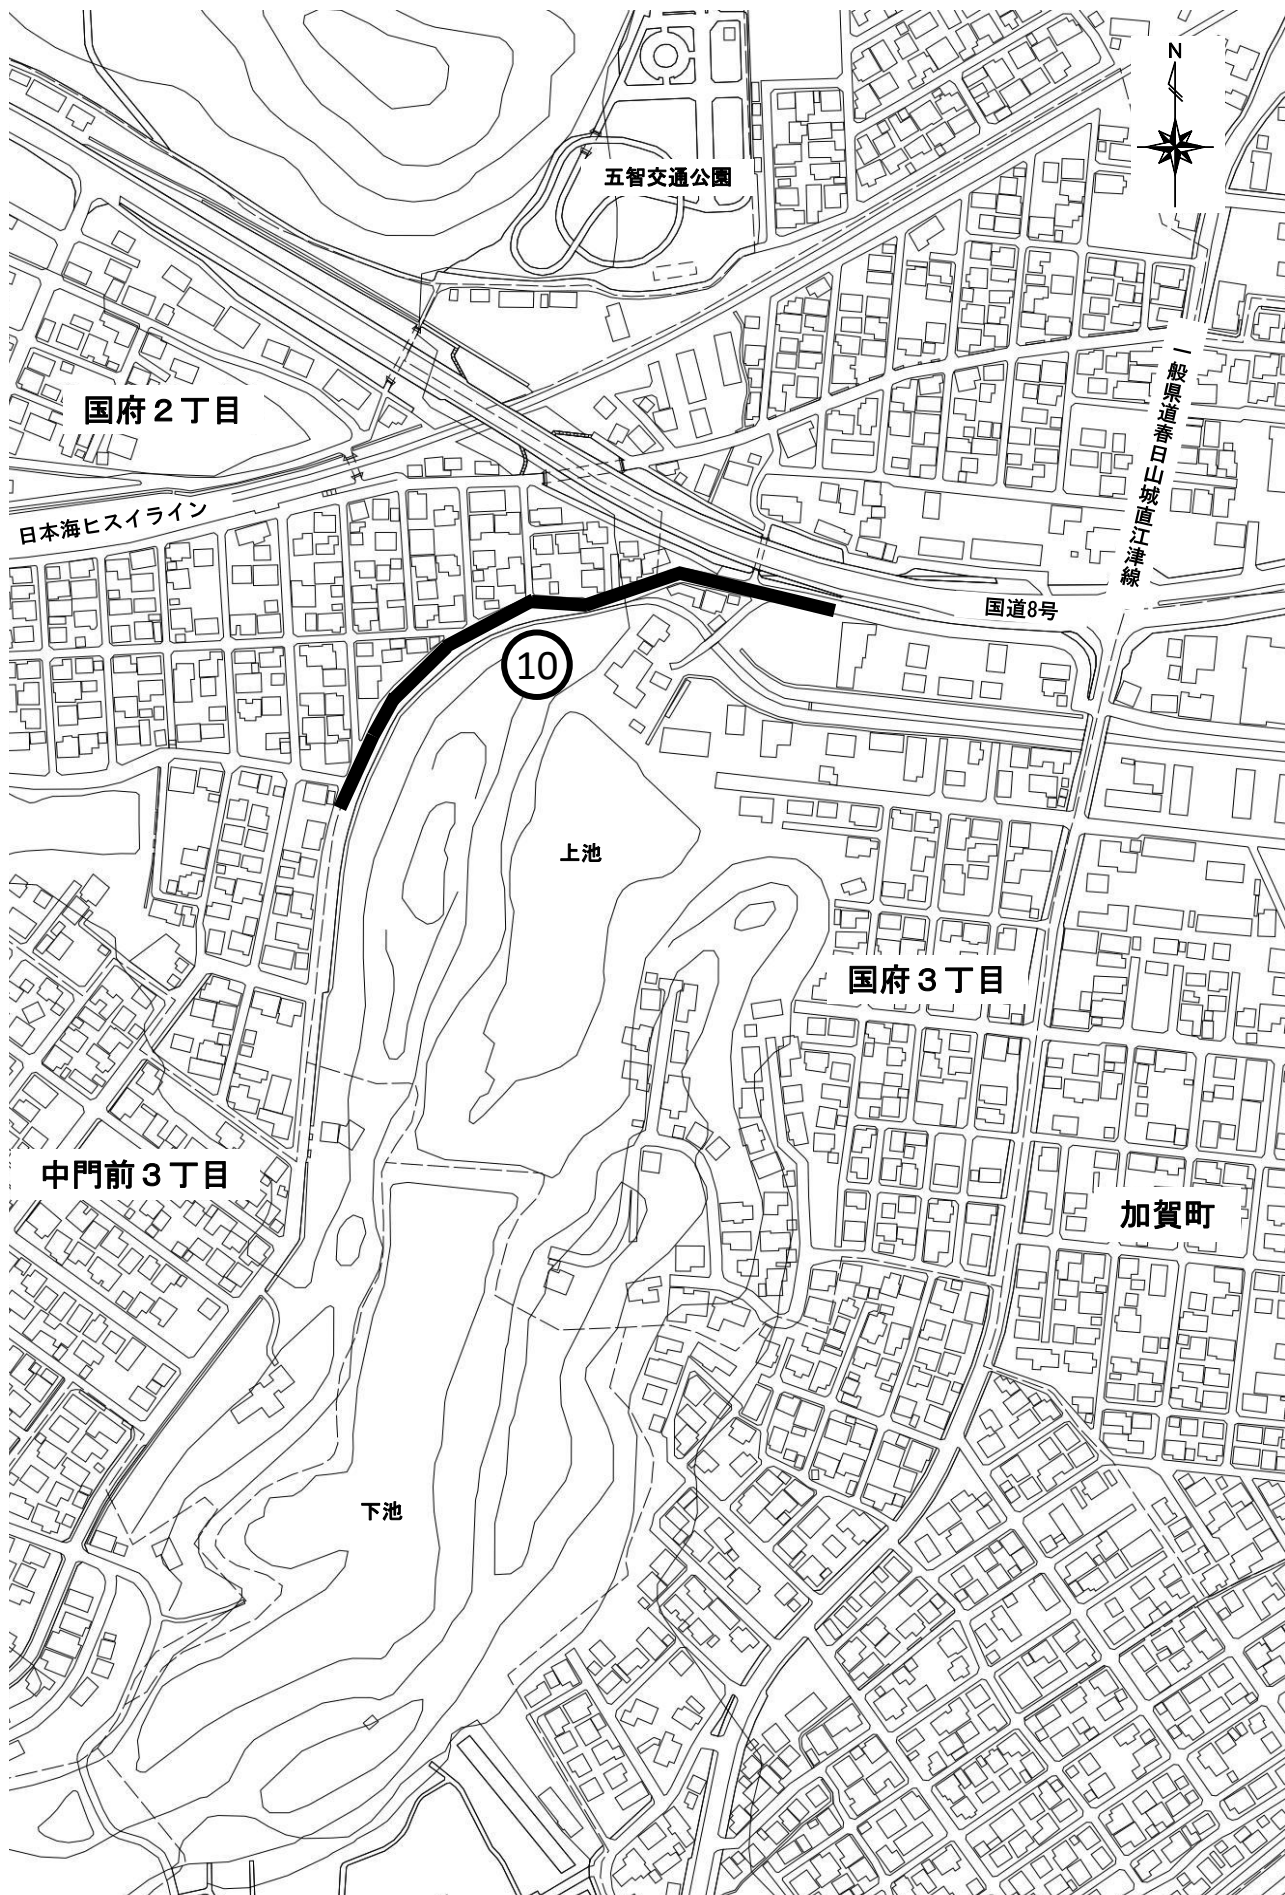 N
五智交通公園
国府２丁目
一般県道春日山城直江津線
日本海ヒスイライン
国道8号
10
上池
国府３丁目
中門前３丁目
加賀町
下池